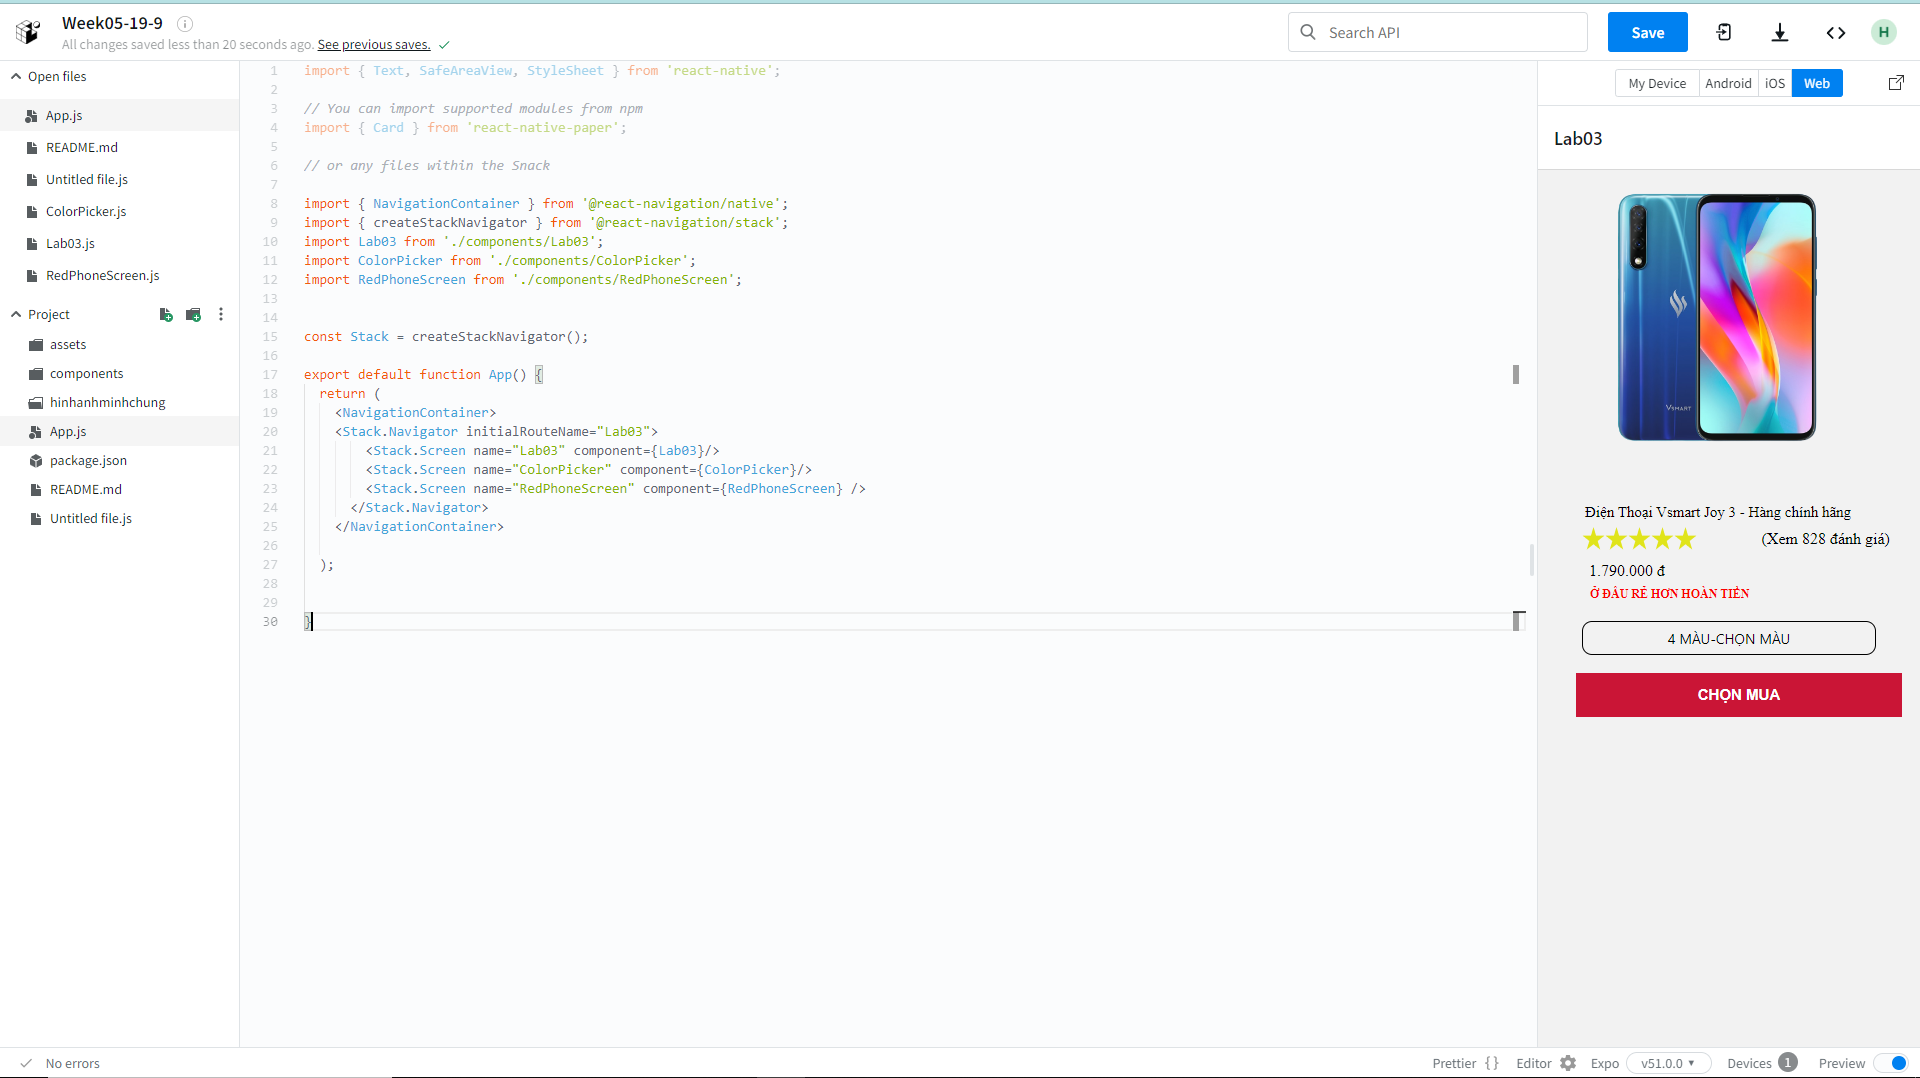 Week05-19-9
All changes saved less than 20 seconds ago. See previous saves.
Search API
Save
H
Open files
App.js
README.md
Untitled file.js
ColorPicker.js
Lab03.js
RedPhoneScreen.js
Project
assets
components
hinhanhminhchung
App.js
package.json
README.md
Untitled file.js
1 import { Text, SafeAreaView, StyleSheet } from 'react-native';
2
3 // You can import supported modules from npm
4 import { Card } from 'react-native-paper';
5
6 // or any files within the Snack
7
8 import { NavigationContainer } from '@react-navigation/native';
9 import { createStackNavigator } from '@react-navigation/stack';
10 import Lab03 from './components/Lab03';
11 import ColorPicker from './components/ColorPicker';
12 import RedPhoneScreen from './components/RedPhoneScreen';
13
14
15 const Stack = createStackNavigator();
16
17 export default function App() {
18 return (
19 <NavigationContainer>
20 <Stack.Navigator initialRouteName="Lab03">
21 <Stack.Screen name="Lab03" component={Lab03}/>
22 <Stack.Screen name="ColorPicker" component={ColorPicker}/>
23 <Stack.Screen name="RedPhoneScreen" component={RedPhoneScreen} />
24 </Stack.Navigator>
25 </NavigationContainer>
26
27 );
28
29
30 }
My Device Android iOS Web
Lab03
VSMART
Điện Thoại Vsmart Joy 3 - Hàng chính hãng
(Xem 828 đánh giá)
1.790.000 đ
Ở ĐÂU RẺ HƠN HOÀN TIỀN
4 MÀU-CHỌN MÀU
CHỌN MUA
No errors
Prettier {} Editor Expo v51.0.0 Devices 1 Preview